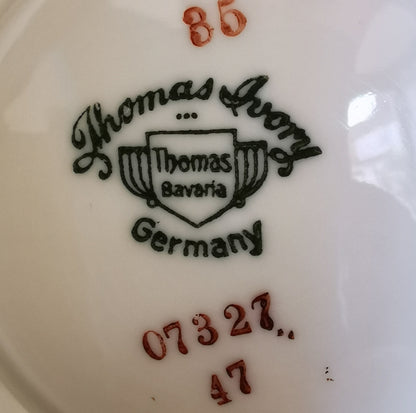 85
Thomas Ivory
...
Thomas
Bavaria
Germany
07327..
47